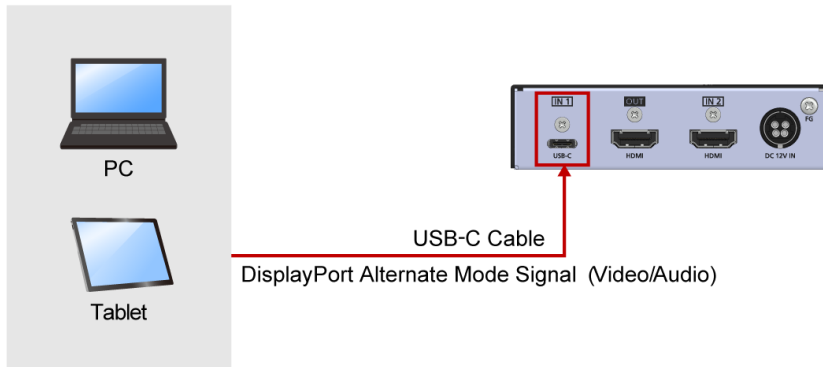 PC
Tablet
USB-C Cable
DisplayPort Alternate Mode Signal (Video/Audio)
IN 1
OUT
IN 2
FG
USB-C
HDMI
HDMI
DC 12V IN